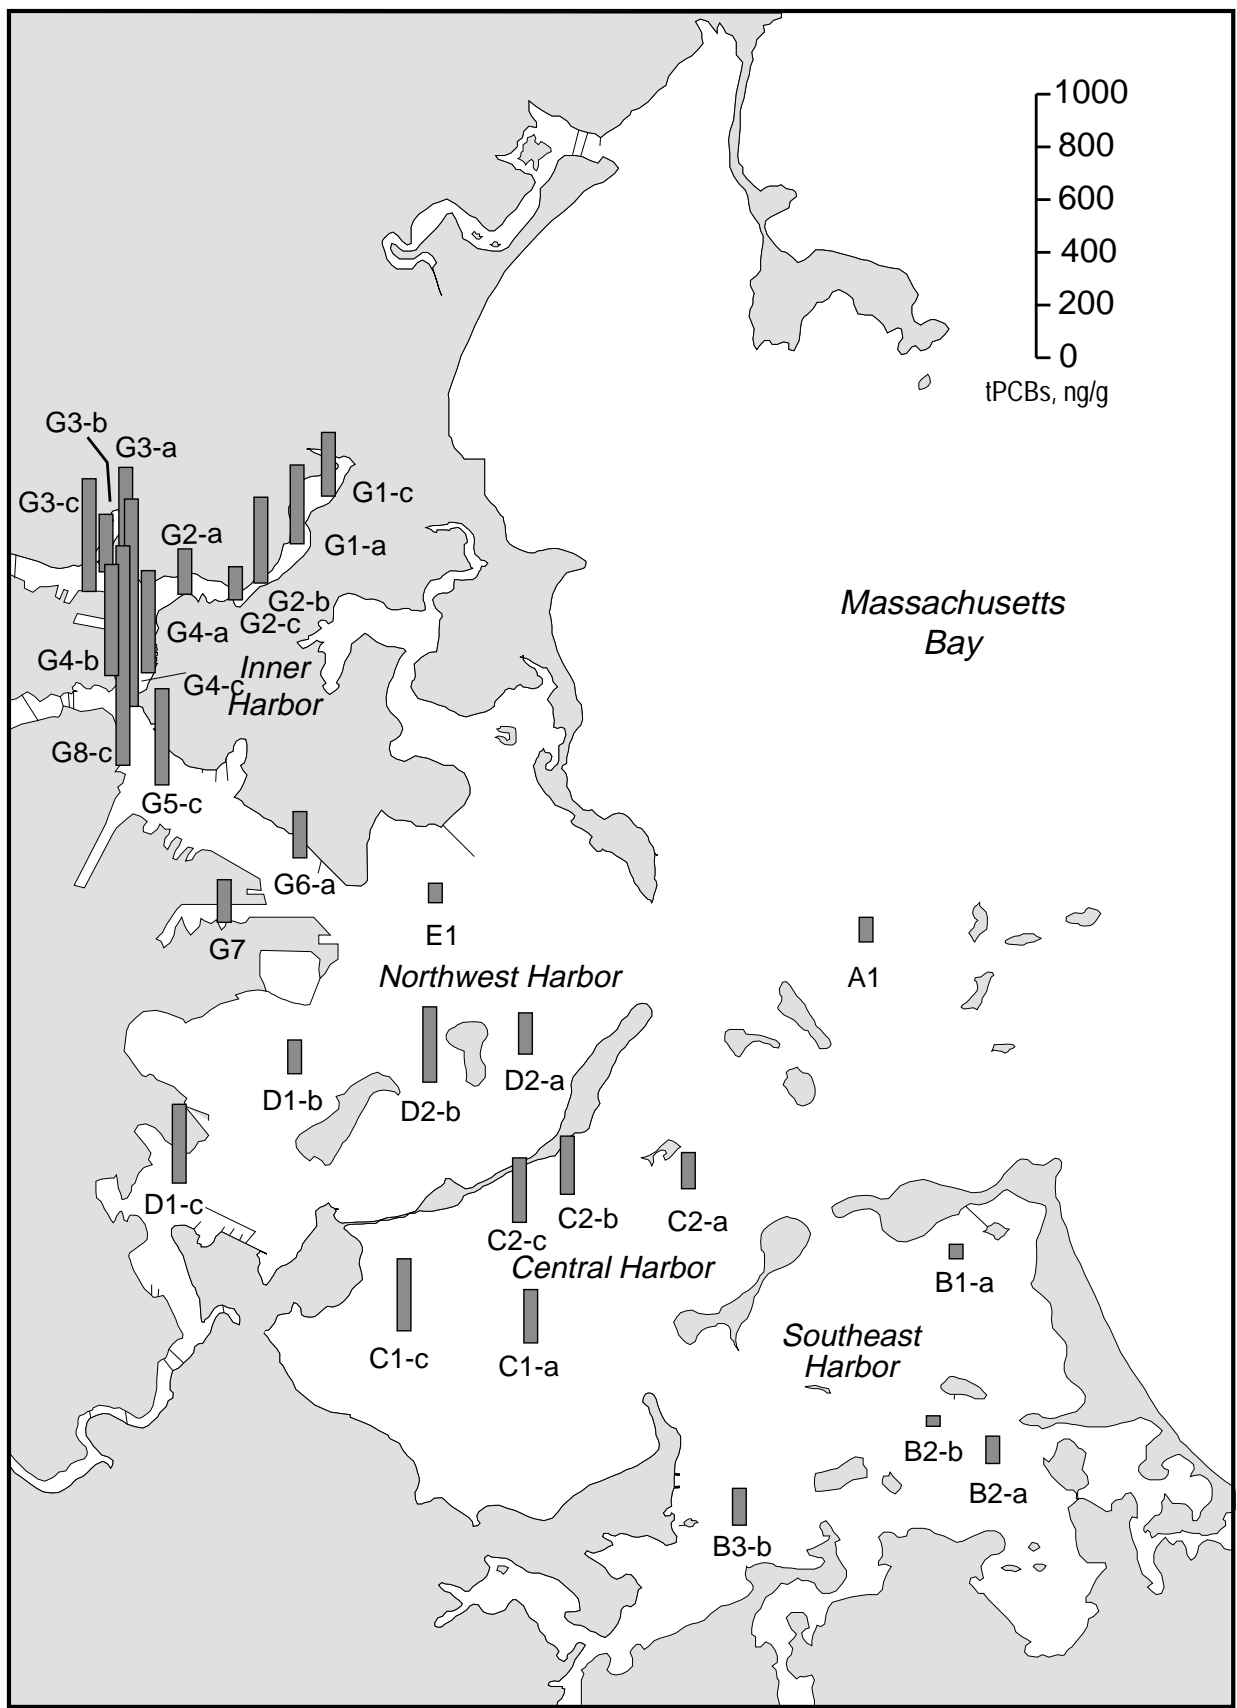 1000
800
600
400
200
0
tPCBs, ng/g
G3-b
G3-a
G3-c
G1-c
G2-a
G1-a
G2-b
G2-c
G4-a
G4-b
G4-c
Inner
Harbor
Massachusetts
Bay
G8-c
G5-c
G6-a
G7
E1
Northwest Harbor
A1
D1-b
D2-b
D2-a
D1-c
C2-c
C2-b
C2-a
Central Harbor
B1-a
C1-c
C1-a
Southeast
Harbor
B2-b
B2-a
B3-b